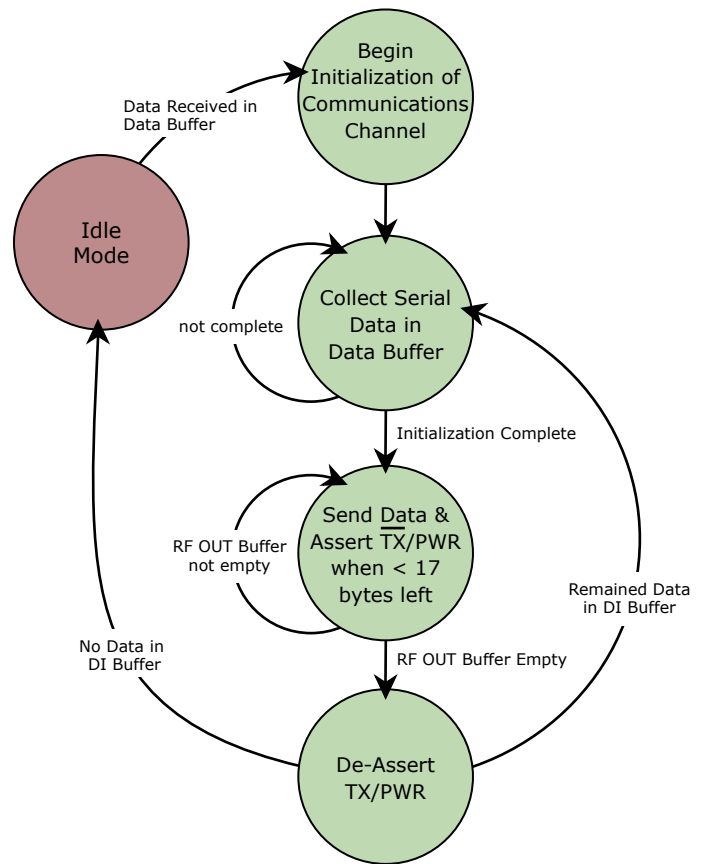 Begin
Initialization of
Communications
Channel
Data Received in
Data Buffer
Idle
Mode
Collect Serial
Data in
Data Buffer
not complete
Initialization Complete
Send Data &
Assert TX/PWR
when < 17
bytes left
RF OUT Buffer
not empty
Remained Data
in DI Buffer
No Data in
DI Buffer
RF OUT Buffer Empty
De-Assert
TX/PWR